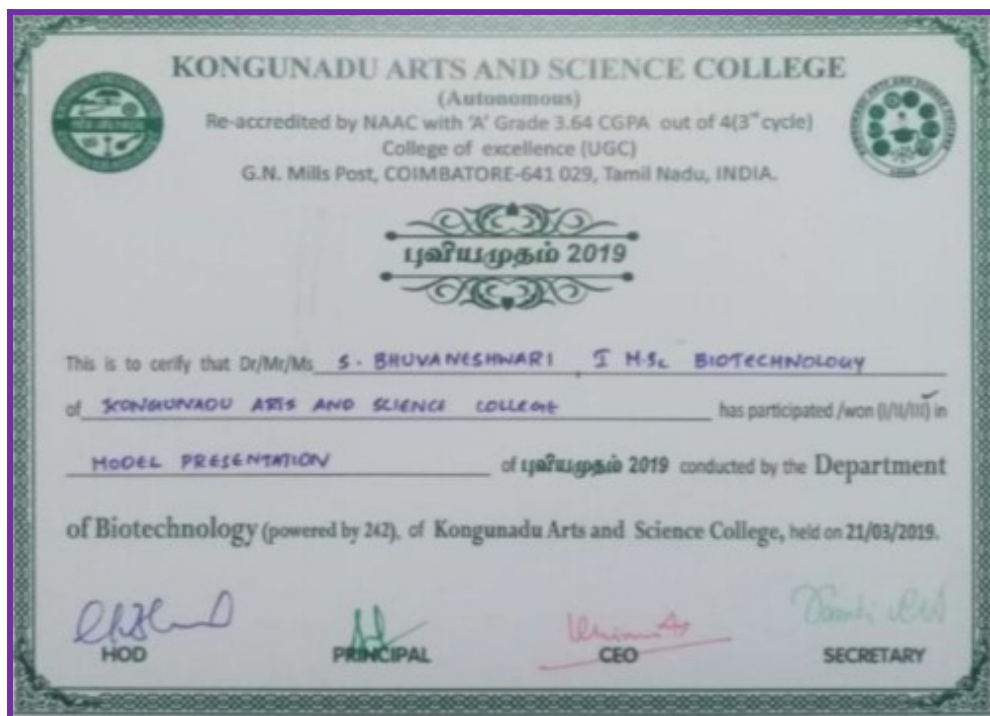 KONGUNADU ARTS AND SCIENCE COLLEGE
(Autonomous)
Re-accredited by NAAC with 'A' Grade 3.64 CGPA out of 4(3rd cycle)
College of excellence (UGC)
G.N. Mills Post, COIMBATORE-641 029, Tamil Nadu, INDIA.
புவியமுதம் 2019
This is to cerify that Dr/Mr/Ms S. BHUVANESHWARI, I M.Sc BIOTECHNOLOGY
of KONGUNADU ARTS AND SCIENCE COLLEGE has participated /won (I/II/III) in
MODEL PRESENTATION of புவியமுதம் 2019 conducted by the Department
of Biotechnology (powered by 242), of Kongunadu Arts and Science College, held on 21/03/2019.
HOD PRINCIPAL CEO SECRETARY